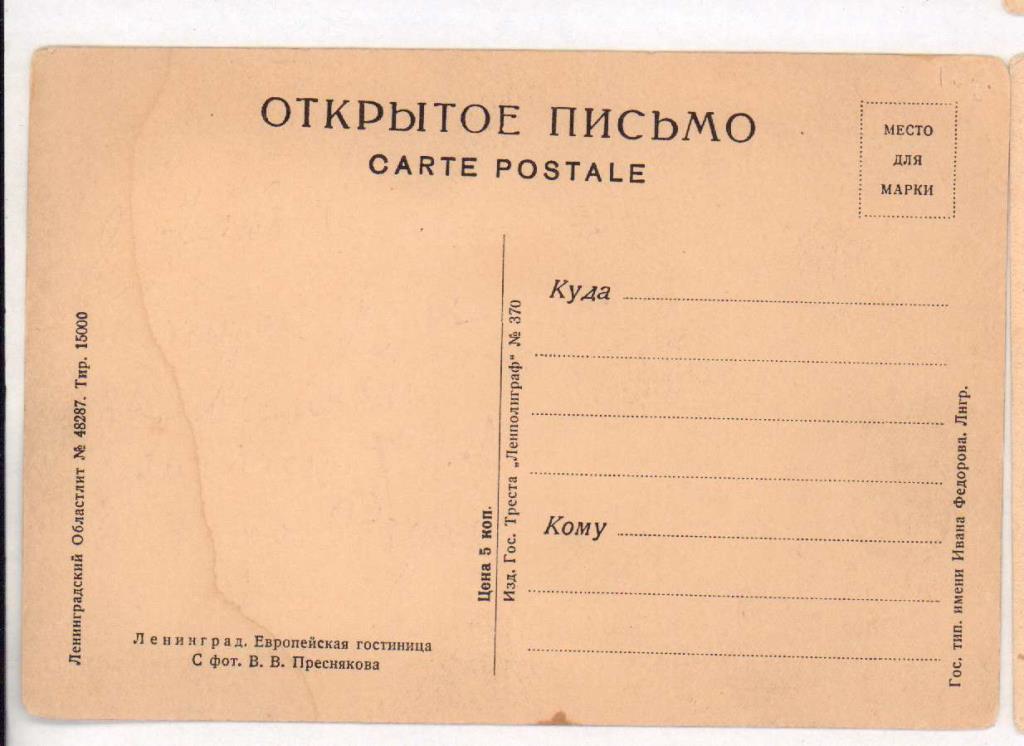 ОТКРЫТОЕ ПИСЬМО
CARTE POSTALE
МЕСТО
ДЛЯ
МАРКИ
Ленинградский Областлит № 48287. Тир. 15000
Ленинград. Европейская гостиница
С фот. В. В. Преснякова
Цена 5 коп.
Изд. Гос. Треста „Ленполиграф“ № 370
Куда
Кому
Гос. тип. имени Ивана Федорова. Лнгр.